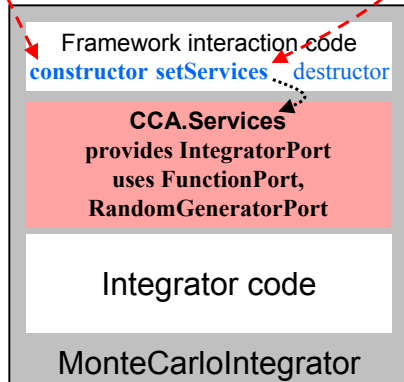 Framework interaction code
constructor setServices destructor
CCA.Services
provides IntegratorPort
uses FunctionPort,
RandomGeneratorPort
Integrator code
MonteCarloIntegrator